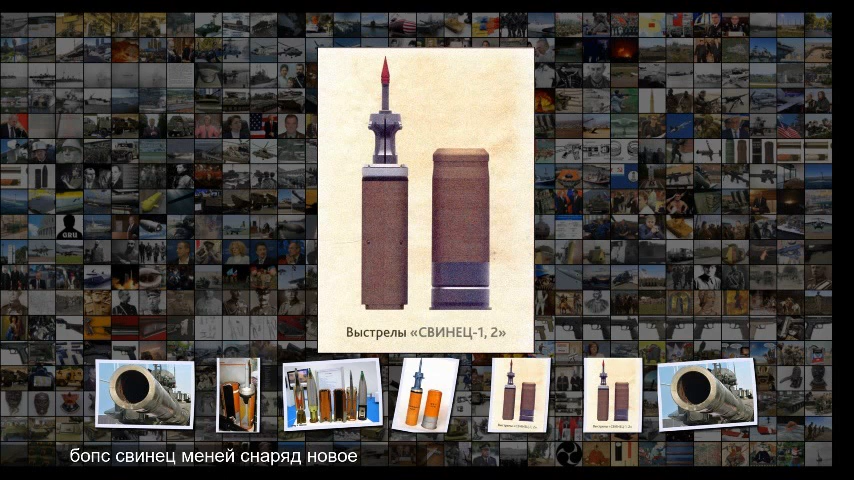 Выстрелы «СВИНЕЦ-1, 2»
бопс свинец меней снаряд новое